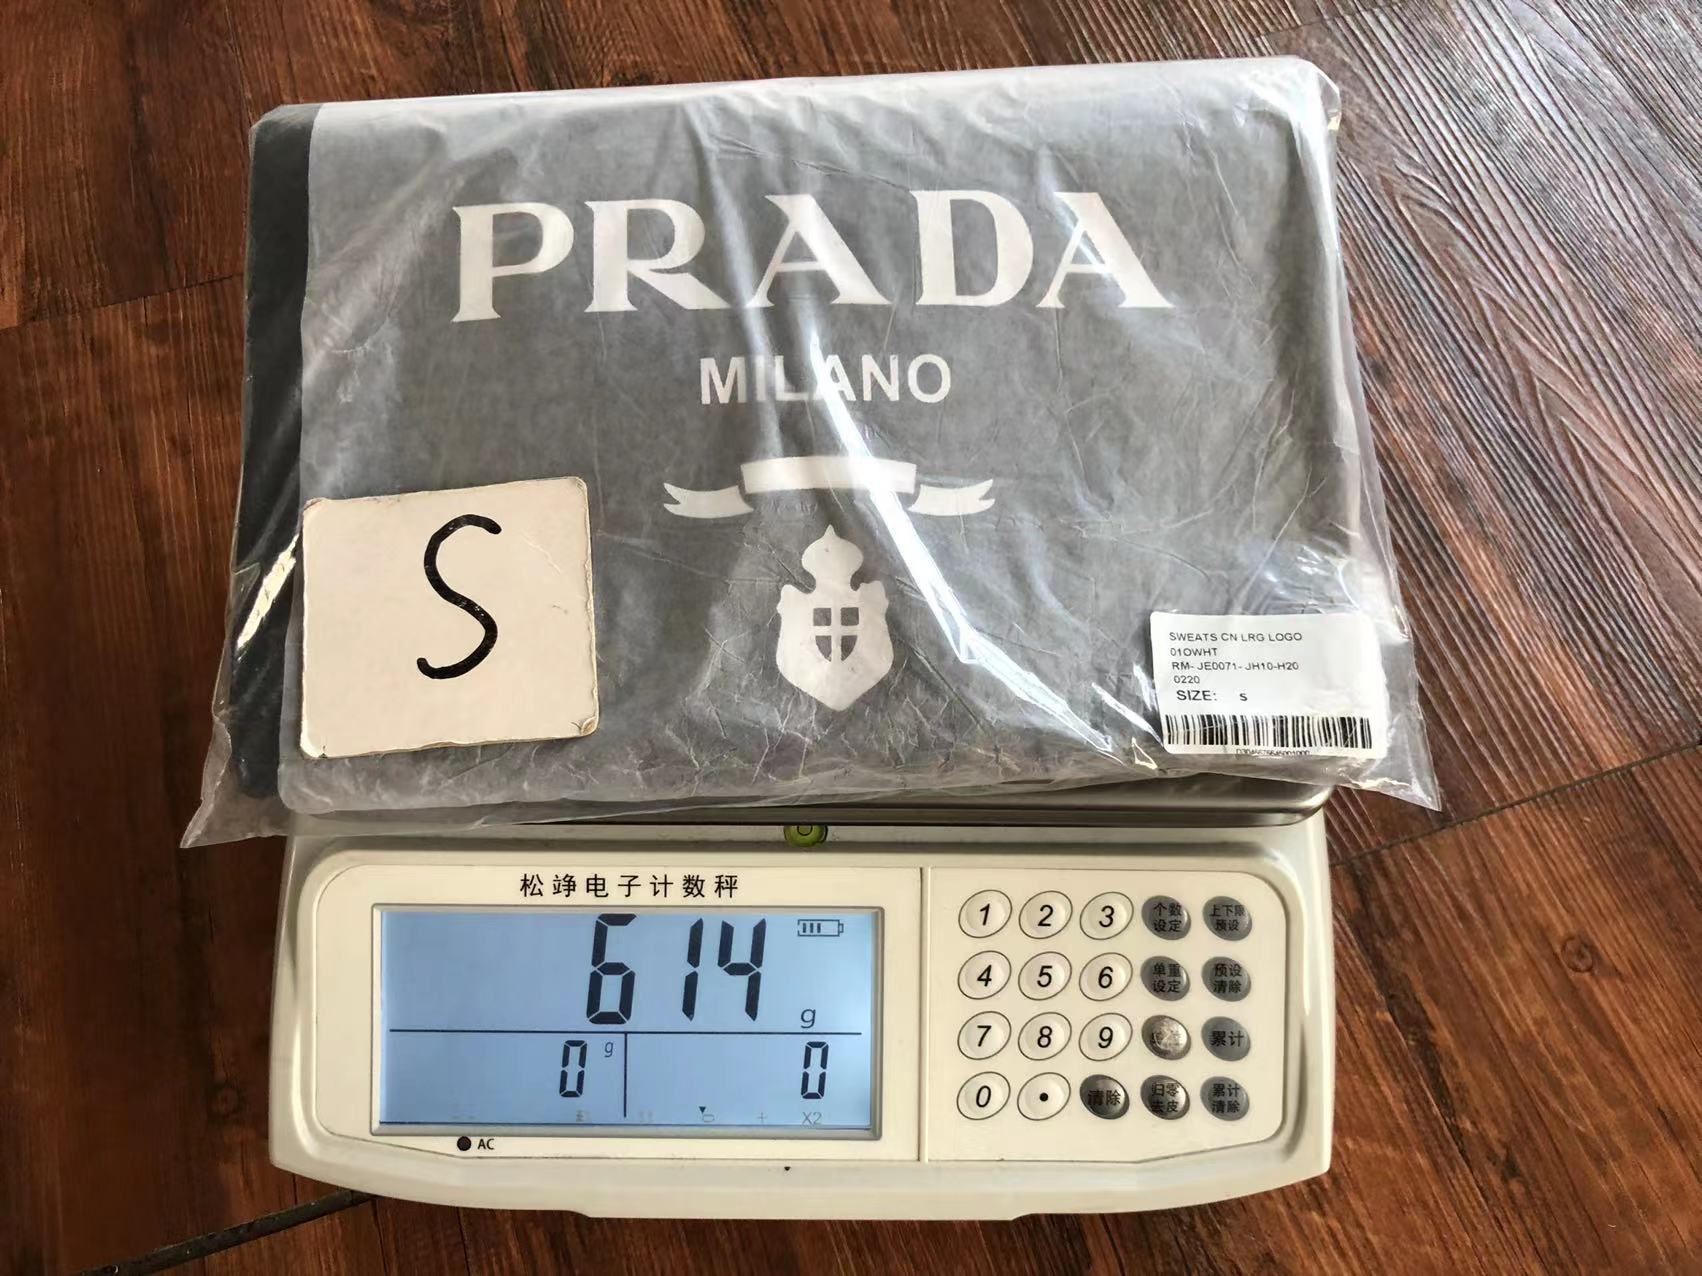 PRADA
MILANO
S
SWEATS CN LRG LOGO
01OWHT
RM- JE0071- JH10-H20
0220
SIZE: S
松竫电子计数秤
614 g
0 g 0
X2
AC
1 2 3 个数设定 上下限预设
4 5 6 单重设定 预设清除
7 8 9 累计
0 . 清除 归零去皮 累计清除